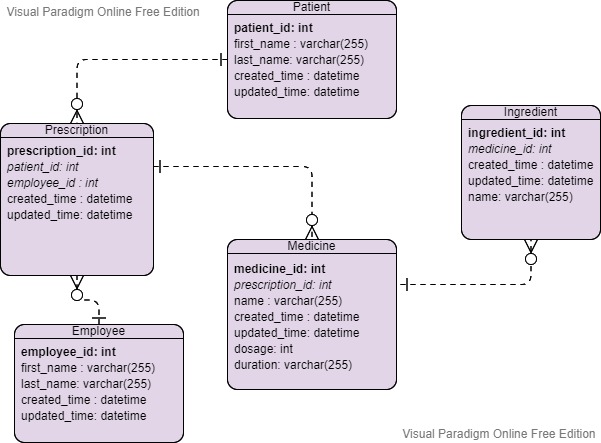 Visual Paradigm Online Free Edition
Patient
patient_id: int
first_name : varchar(255)
last_name: varchar(255)
created_time : datetime
updated_time: datetime
Prescription
prescription_id: int
patient_id: int
employee_id : int
created_time : datetime
updated_time: datetime
Ingredient
ingredient_id: int
medicine_id: int
created_time : datetime
updated_time: datetime
name: varchar(255)
Medicine
medicine_id: int
prescription_id: int
name : varchar(255)
created_time : datetime
updated_time: datetime
dosage: int
duration: varchar(255)
Employee
employee_id: int
first_name : varchar(255)
last_name: varchar(255)
created_time : datetime
updated_time: datetime
Visual Paradigm Online Free Edition